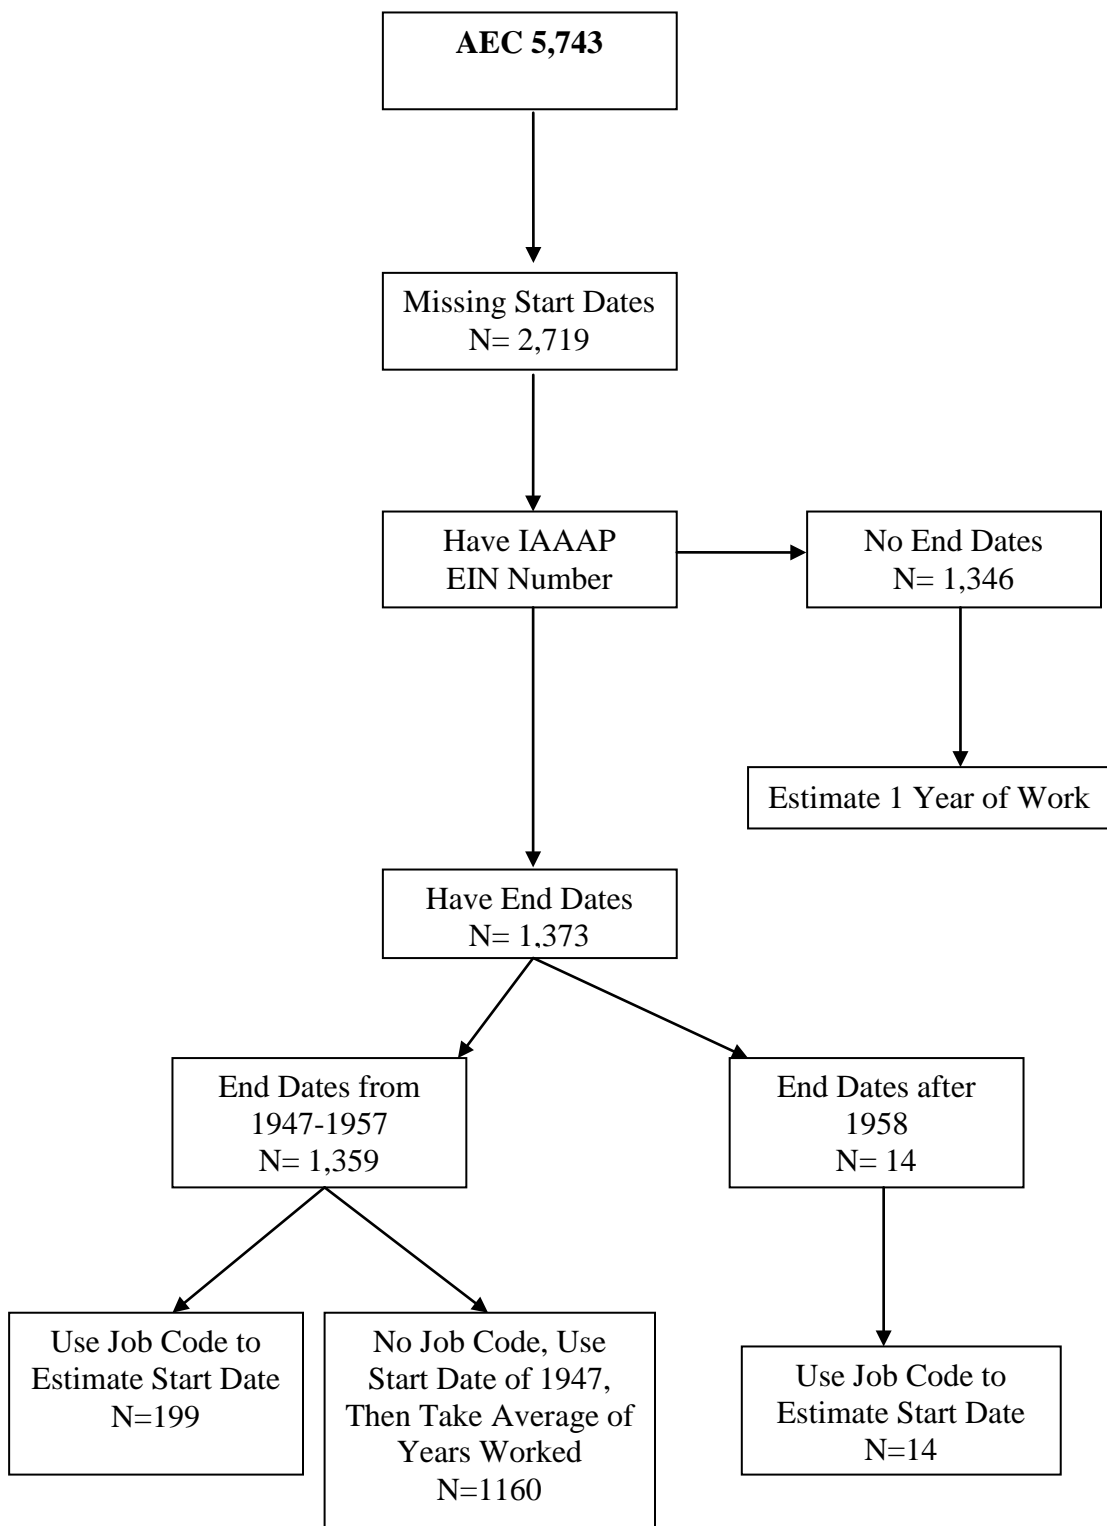 AEC 5,743
Missing Start Dates
N= 2,719
Have IAAAP
EIN Number
No End Dates
N= 1,346
Estimate 1 Year of Work
Have End Dates
N= 1,373
End Dates from
1947-1957
N= 1,359
End Dates after
1958
N= 14
Use Job Code to
Estimate Start Date
N=199
No Job Code, Use
Start Date of 1947,
Then Take Average of
Years Worked
N=1160
Use Job Code to
Estimate Start Date
N=14